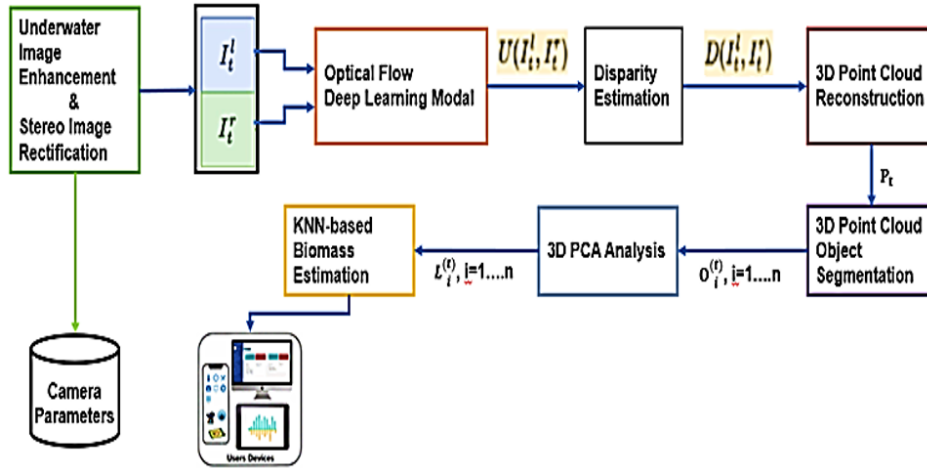 Underwater
Image
Enhancement
&
Stereo Image
Rectification
I_t^l
I_t^r
Optical Flow
Deep Learning Modal
U(I_t^l, I_t^r)
Disparity
Estimation
D(I_t^l, I_t^r)
3D Point Cloud
Reconstruction
P_t
3D Point Cloud
Object
Segmentation
O_i^(t), i=1....n
3D PCA Analysis
L_i^(t), i=1....n
KNN-based
Biomass
Estimation
Camera
Parameters
Users Devices